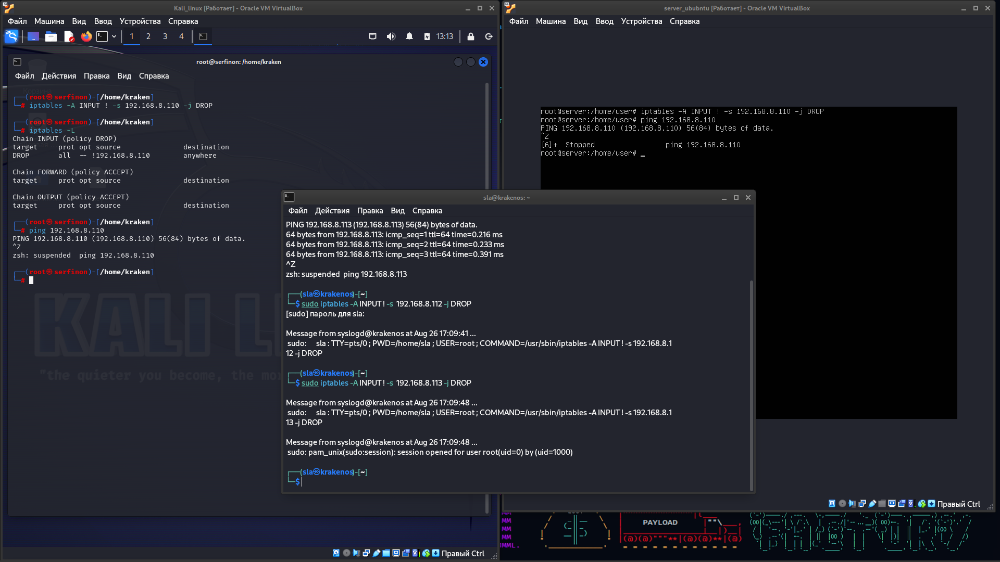 Kali_linux [Работает] - Oracle VM VirtualBox
Файл Машина Вид Ввод Устройства Справка
1 2 3 4 13:13
root@serfinon: /home/kraken
Файл Действия Правка Вид Справка
Корзина
┌──(root㉿serfinon)-[/home/kraken]
└─# iptables -A INPUT ! -s 192.168.8.110 -j DROP
┌──(root㉿serfinon)-[/home/kraken]
└─# iptables -L
Chain INPUT (policy DROP)
target     prot opt source               destination
DROP       all  -- !192.168.8.110        anywhere
Chain FORWARD (policy ACCEPT)
target     prot opt source               destination
Chain OUTPUT (policy ACCEPT)
target     prot opt source               destination
┌──(root㉿serfinon)-[/home/kraken]
└─# ping 192.168.8.110
PING 192.168.8.110 (192.168.8.110) 56(84) bytes of data.
^Z
zsh: suspended  ping 192.168.8.110
┌──(root㉿serfinon)-[/home/kraken]
└─#
KALI LI
"the quieter you become, the mo
Правый Ctrl
server_ububntu [Работает] - Oracle VM VirtualBox
Файл Машина Вид Ввод Устройства Справка
root@server:/home/user# iptables -A INPUT ! -s 192.168.8.110 -j DROP
root@server:/home/user# ping 192.168.8.110
PING 192.168.8.110 (192.168.8.110) 56(84) bytes of data.
^Z
[6]+  Stopped                 ping 192.168.8.110
root@server:/home/user# _
Правый Ctrl
sla@krakenos: ~
Файл Действия Правка Вид Справка
PING 192.168.8.113 (192.168.8.113) 56(84) bytes of data.
64 bytes from 192.168.8.113: icmp_seq=1 ttl=64 time=0.216 ms
64 bytes from 192.168.8.113: icmp_seq=2 ttl=64 time=0.233 ms
64 bytes from 192.168.8.113: icmp_seq=3 ttl=64 time=0.391 ms
^Z
zsh: suspended  ping 192.168.8.113
┌──(sla㉿krakenos)-[~]
└─$ sudo iptables -A INPUT ! -s  192.168.8.112 -j DROP
[sudo] пароль для sla:
Message from syslogd@krakenos at Aug 26 17:09:41 ...
sudo:      sla : TTY=pts/0 ; PWD=/home/sla ; USER=root ; COMMAND=/usr/sbin/iptables -A INPUT ! -s 192.168.8.1
12 -j DROP
┌──(sla㉿krakenos)-[~]
└─$ sudo iptables -A INPUT ! -s  192.168.8.113 -j DROP
Message from syslogd@krakenos at Aug 26 17:09:48 ...
sudo:      sla : TTY=pts/0 ; PWD=/home/sla ; USER=root ; COMMAND=/usr/sbin/iptables -A INPUT ! -s 192.168.8.1
13 -j DROP
Message from syslogd@krakenos at Aug 26 17:09:48 ...
sudo: pam_unix(sudo:session): session opened for user root(uid=0) by (uid=1000)
┌──(sla㉿krakenos)-[~]
└─$
MM
MM
MM
MM
JMML.
PAYLOAD
|(@)(@)"""**|(@)(@)**|(@)